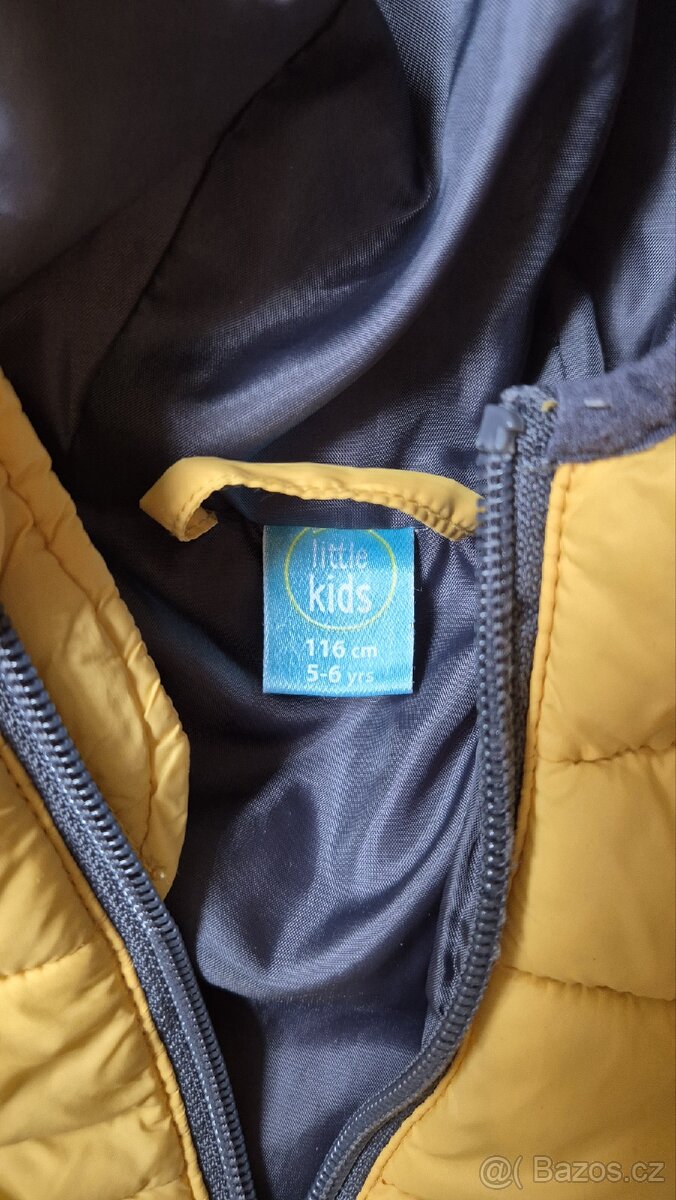 little
kids
116 cm
5-6 yrs
@( Bazos.cz